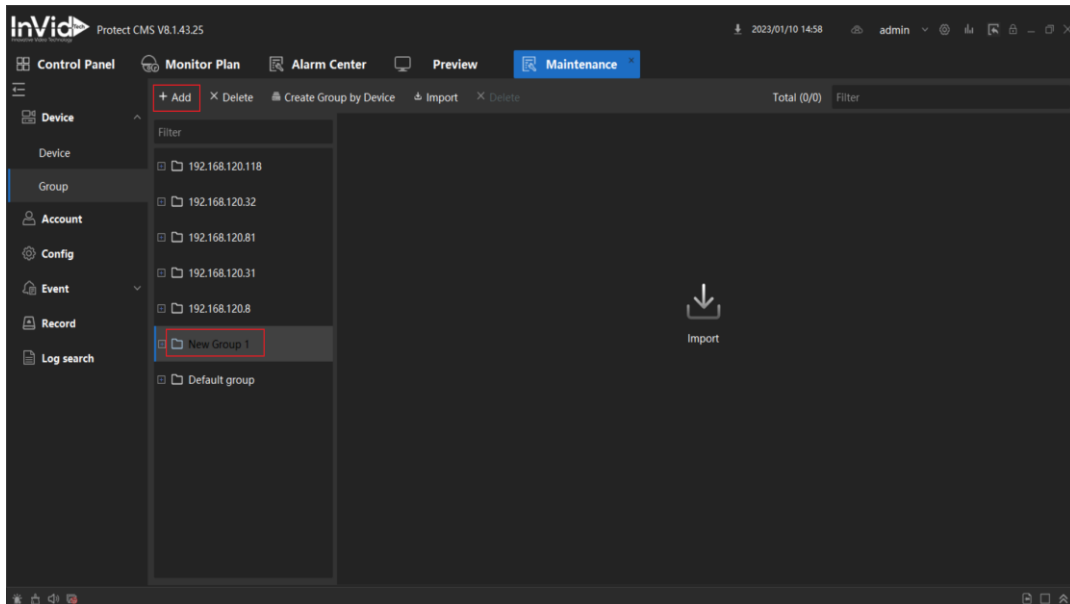 InVid Tech Protect CMS V8.1.43.25 2023/01/10 14:58 admin
Control Panel Monitor Plan Alarm Center Preview Maintenance
+ Add × Delete Create Group by Device Import × Delete Total (0/0) Filter
Device
Device
Group
Account
Config
Event
Record
Log search
Filter
192.168.120.118
192.168.120.32
192.168.120.81
192.168.120.31
192.168.120.8
New Group 1
Default group
Import